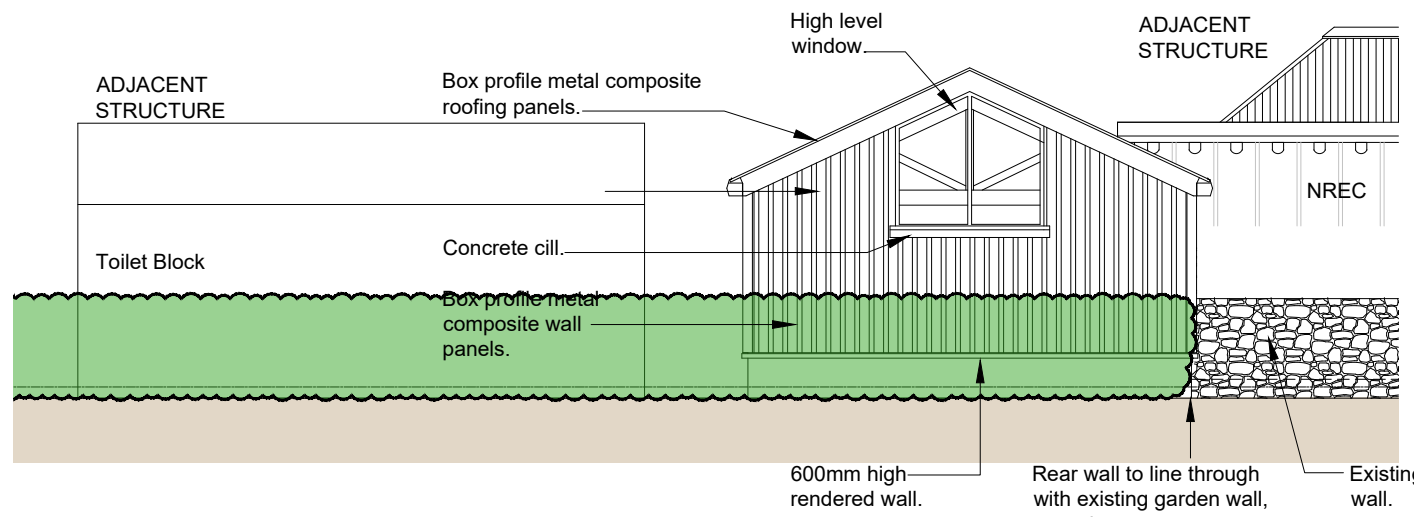 ADJACENT
STRUCTURE
Toilet Block
Box profile metal composite
roofing panels.
High level
window.
ADJACENT
STRUCTURE
NREC
Concrete cill.
Box profile metal
composite wall
panels.
600mm high
rendered wall.
Rear wall to line through
with existing garden wall,
Existing
wall.